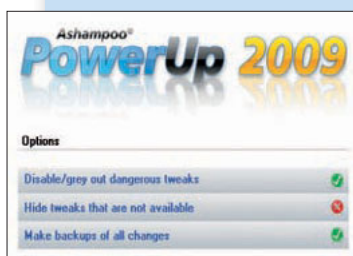 Ashampoo®
PowerUp 2009
Options
Disable/grey out dangerous tweaks
Hide tweaks that are not available
Make backups of all changes